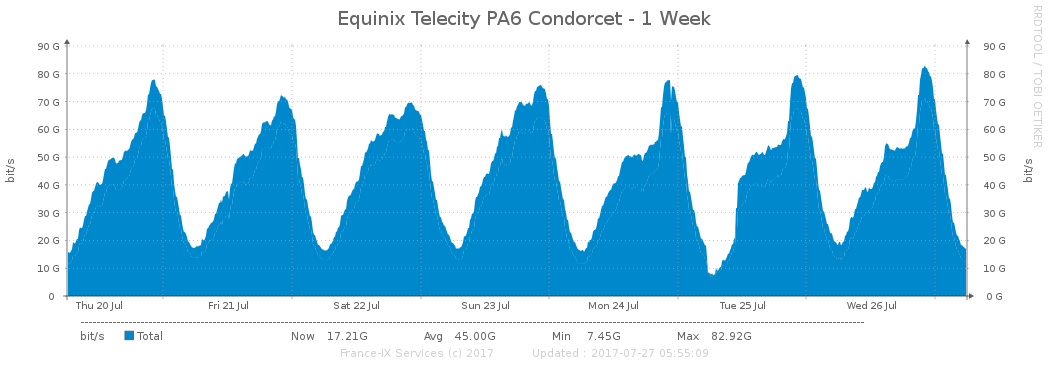 Equinix Telecity PA6 Condorcet - 1 Week
RRDTOOL / TOBI OETIKER
bit/s
bit/s
90 G 90 G
80 G 80 G
70 G 70 G
60 G 60 G
50 G 50 G
40 G 40 G
30 G 30 G
20 G 20 G
10 G 10 G
0 0 G
Thu 20 Jul Fri 21 Jul Sat 22 Jul Sun 23 Jul Mon 24 Jul Tue 25 Jul Wed 26 Jul
bit/s Total Now 17.21G Avg 45.00G Min 7.45G Max 82.92G
France-IX Services (c) 2017 Updated : 2017-07-27 05:55:09